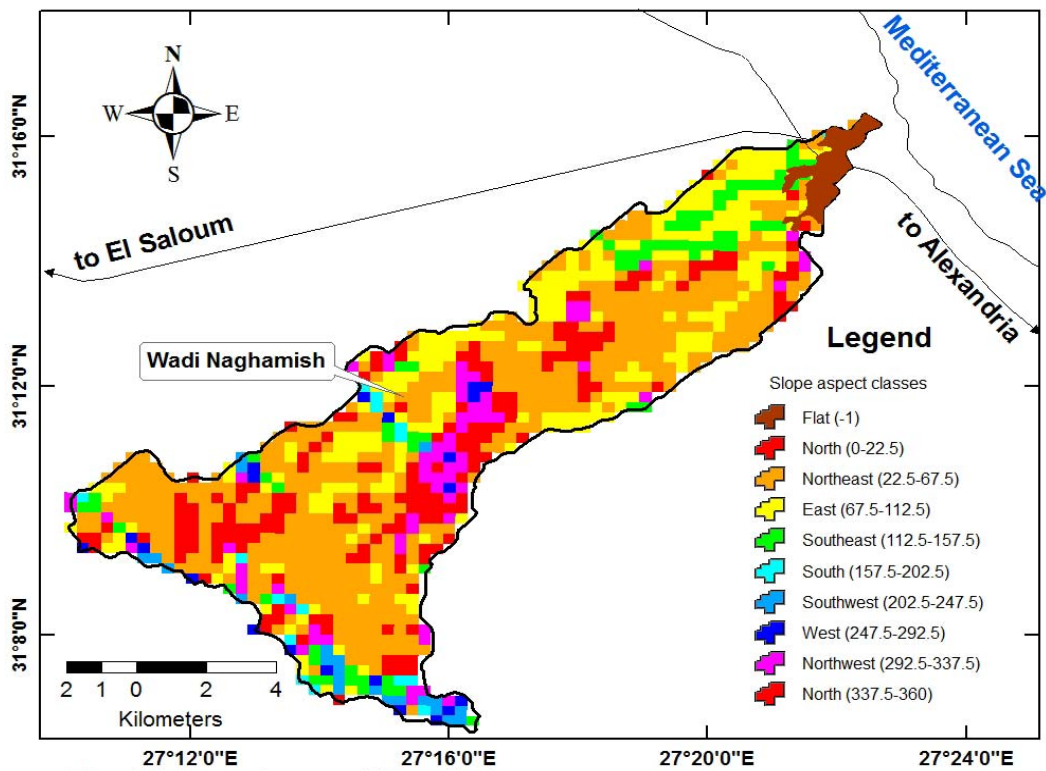 N
W E
S
Mediterranean Sea
to El Saloum
to Alexandria
Wadi Naghamish
31°16'0"N
31°12'0"N
31°8'0"N
Legend
Slope aspect classes
Flat (-1)
North (0-22.5)
Northeast (22.5-67.5)
East (67.5-112.5)
Southeast (112.5-157.5)
South (157.5-202.5)
Southwest (202.5-247.5)
West (247.5-292.5)
Northwest (292.5-337.5)
North (337.5-360)
2 1 0 2 4
Kilometers
27°12'0"E 27°16'0"E 27°20'0"E 27°24'0"E